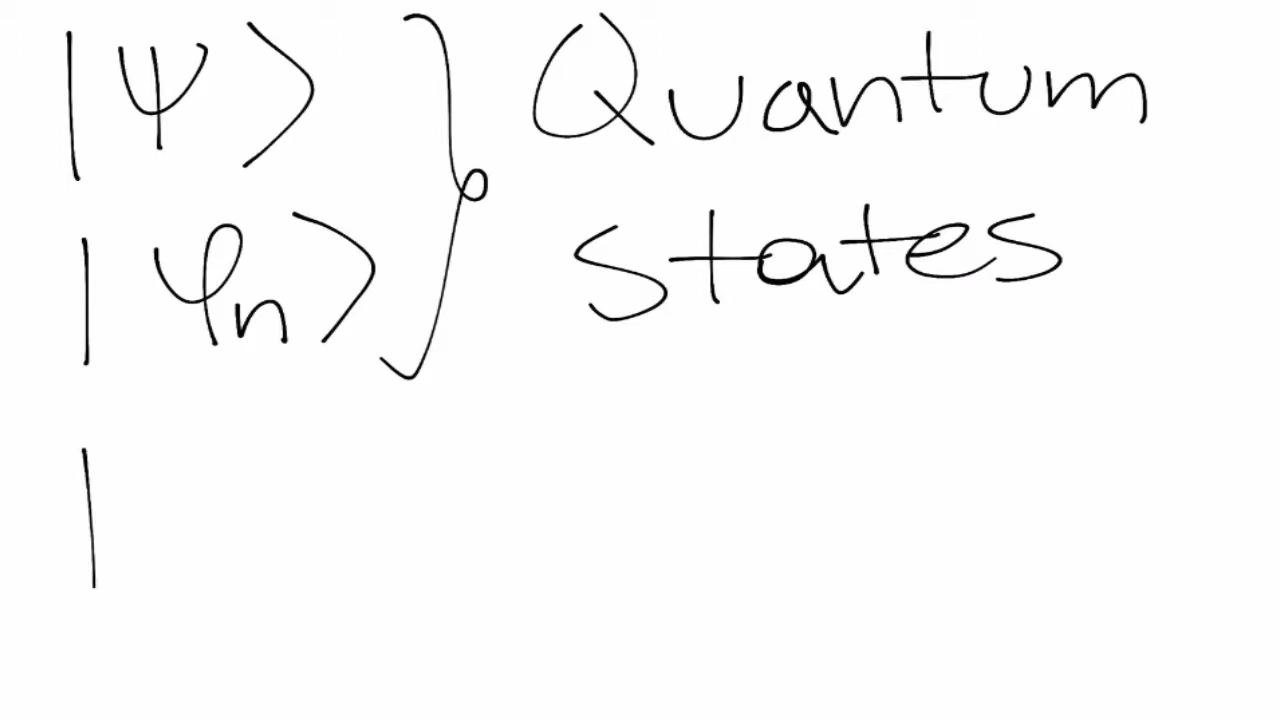 |ψ⟩ } Quantum
|φₙ⟩ states
|